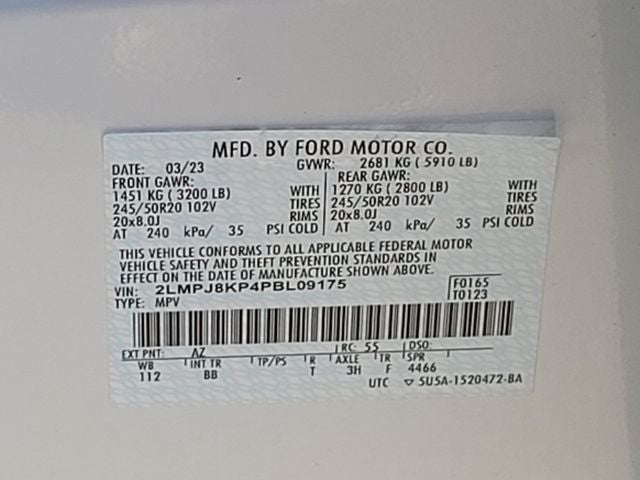 MFD. BY FORD MOTOR CO.
DATE: 03/23 GVWR: 2681 KG ( 5910 LB)
FRONT GAWR: REAR GAWR:
1451 KG ( 3200 LB) WITH 1270 KG ( 2800 LB) WITH
245/50R20 102V TIRES 245/50R20 102V TIRES
20x8.0J RIMS 20x8.0J RIMS
AT 240 kPa/ 35 PSI COLD AT 240 kPa/ 35 PSI COLD
THIS VEHICLE CONFORMS TO ALL APPLICABLE FEDERAL MOTOR
VEHICLE SAFETY AND THEFT PREVENTION STANDARDS IN
EFFECT ON THE DATE OF MANUFACTURE SHOWN ABOVE.
VIN: 2LMPJ8KP4PBL09175 F0165
TYPE: MPV T0123
EXT PNT: AZ RC: 55 DSO:
WB INT TR TP/PS R AXLE TR SPR
112 BB T 3H F 4466
UTC ▽ 5U5A-1520472-BA